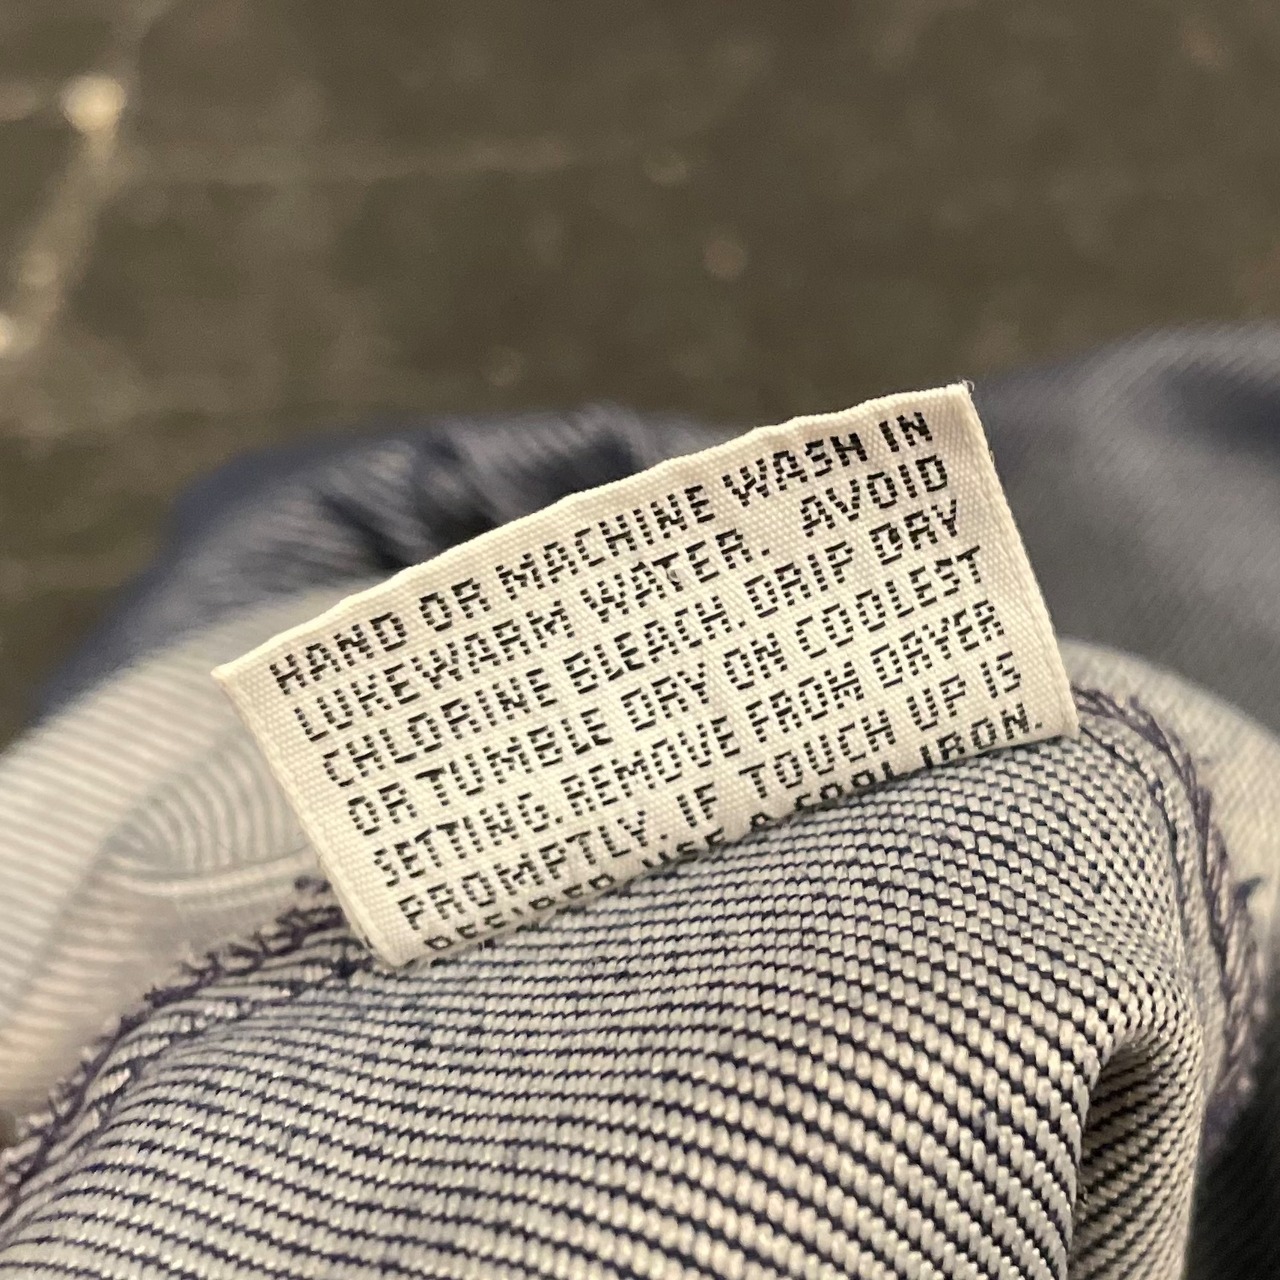 HAND OR MACHINE WASH IN
LUKEWARM WATER. AVOID
CHLORINE BLEACH. DRIP DRY
OR TUMBLE DRY ON COOLEST
SETTING. REMOVE FROM DRYER
PROMPTLY. IF TOUCH UP IS
DESIRED USE A COOL IRON.